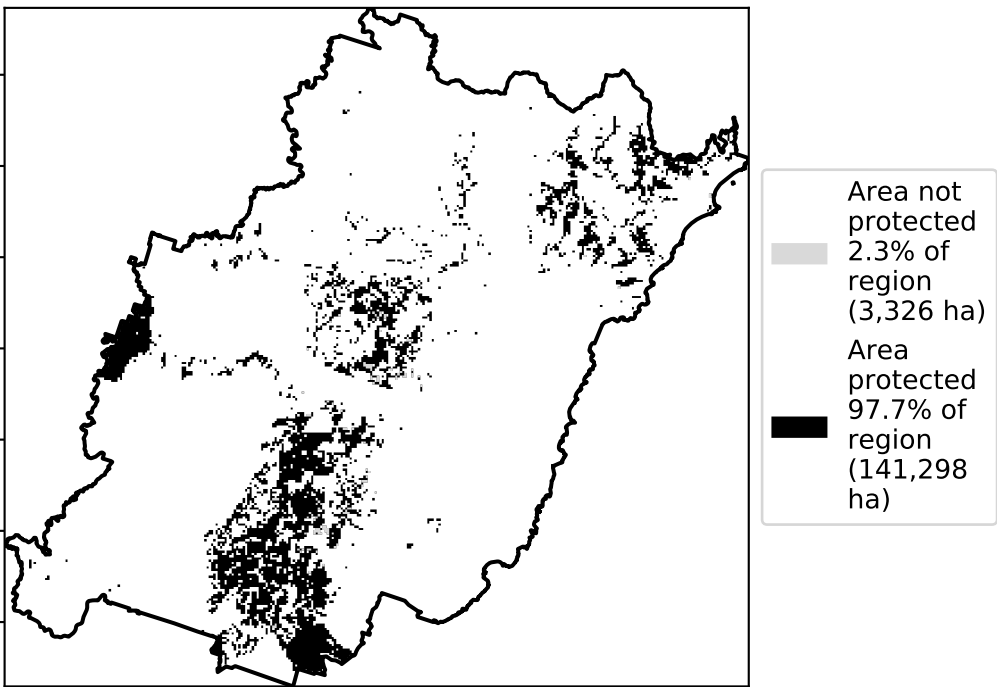 Area not
protected
2.3% of
region
(3,326 ha)
Area
protected
97.7% of
region
(141,298
ha)